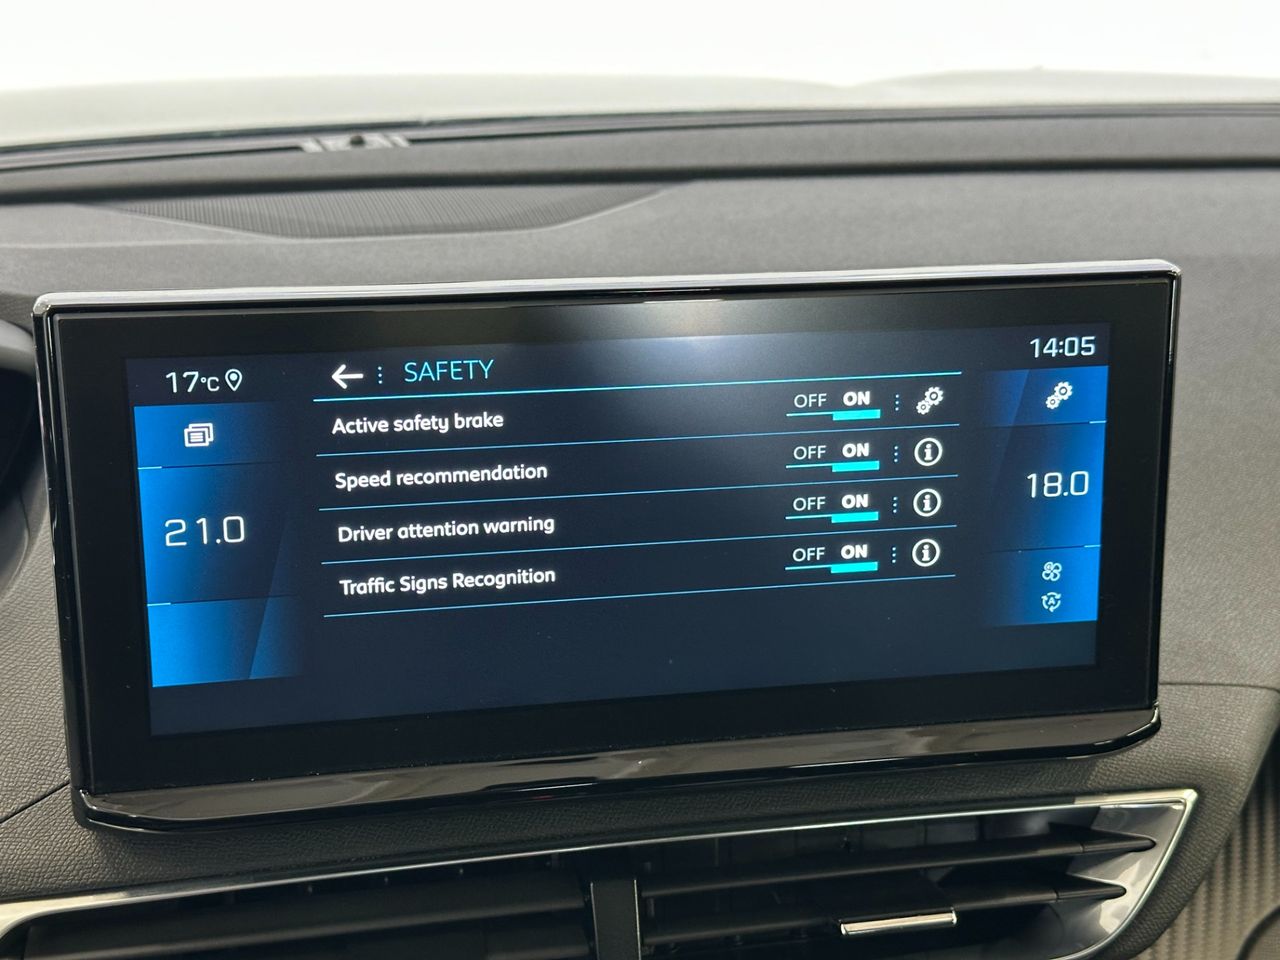 17°C
SAFETY
14:05
Active safety brake OFF ON
Speed recommendation OFF ON
Driver attention warning OFF ON
Traffic Signs Recognition OFF ON
21.0
18.0